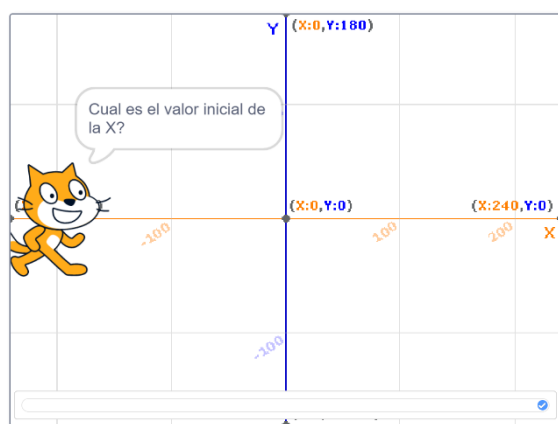 Y
(X:0,Y:180)
Cual es el valor inicial de
la X?
(X:0,Y:0)
(X:240,Y:0)
-100
100
200
X
-100